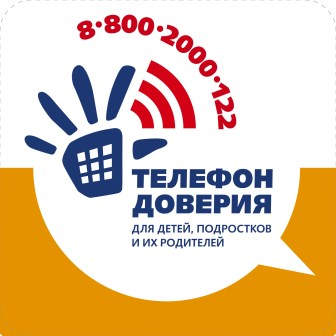 8·800·2000·122
ТЕЛЕФОН
ДОВЕРИЯ
ДЛЯ ДЕТЕЙ, ПОДРОСТКОВ
И ИХ РОДИТЕЛЕЙ